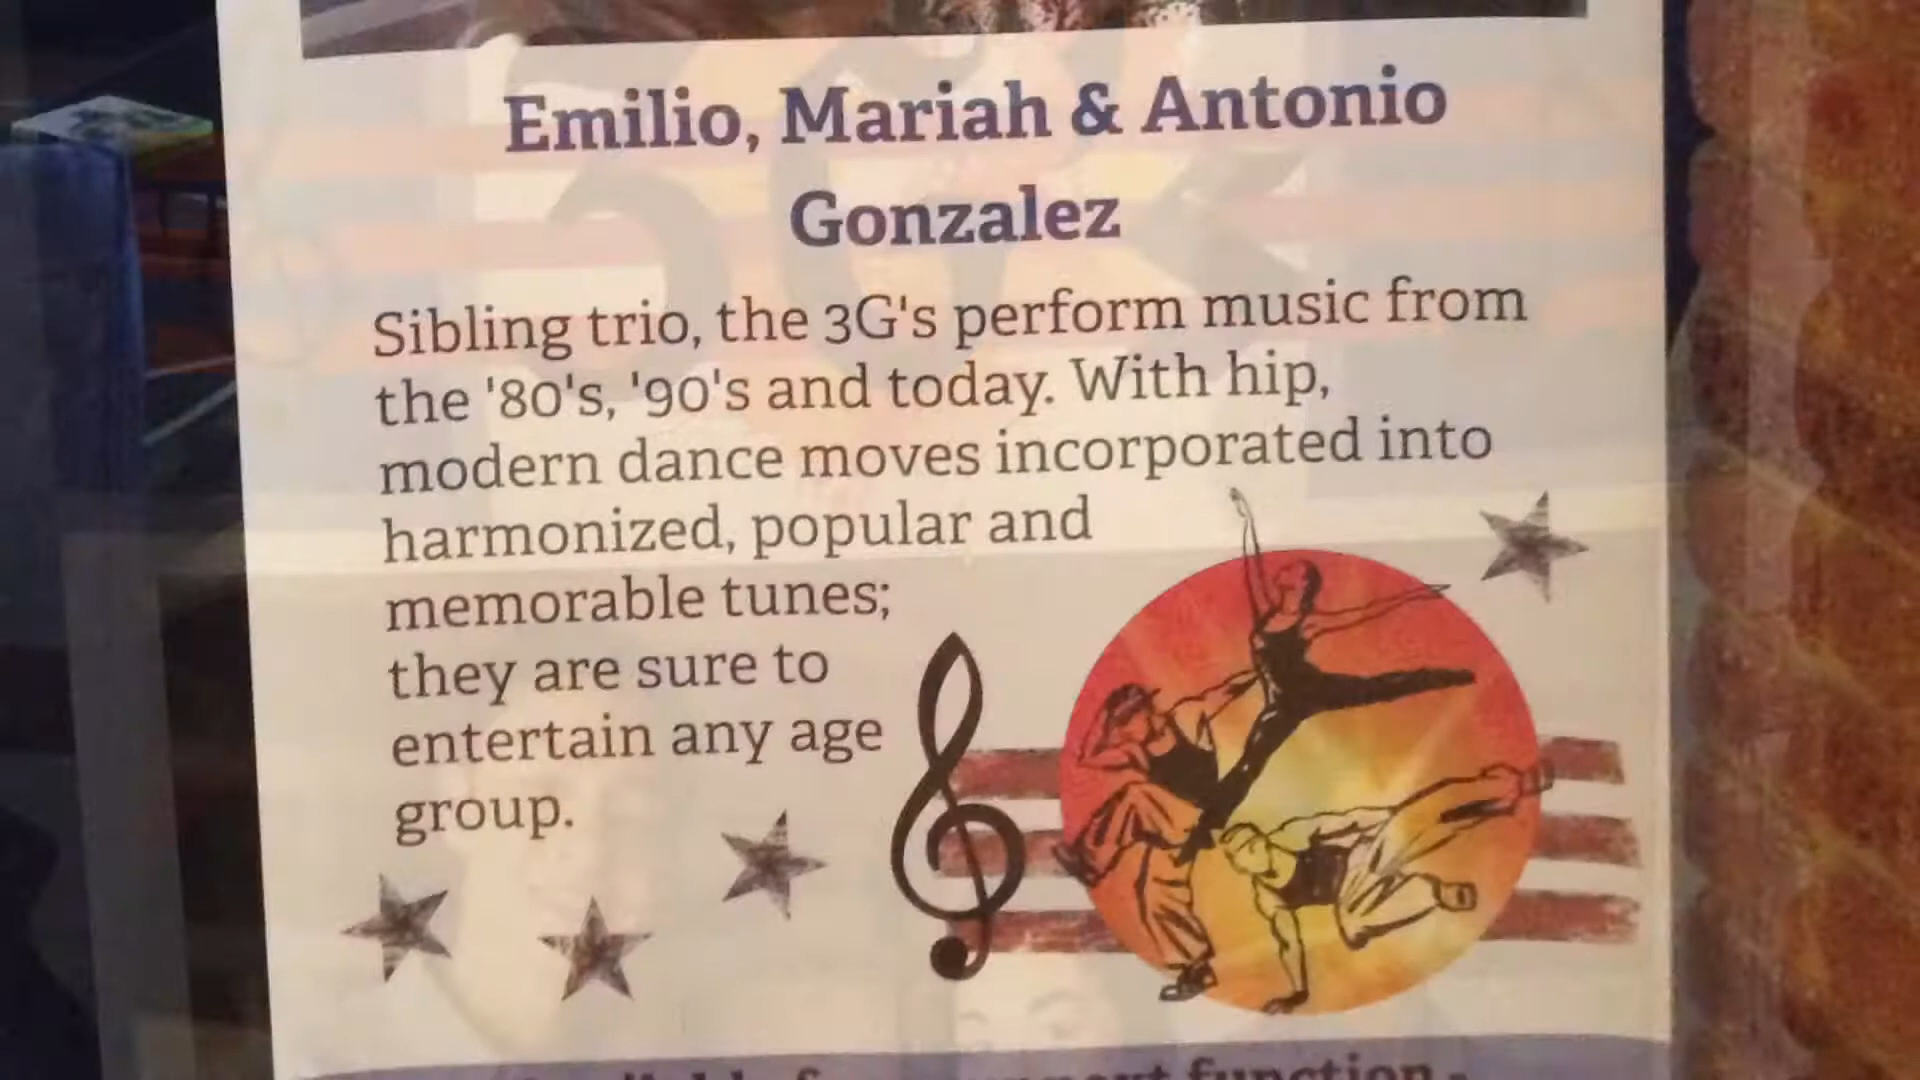 Emilio, Mariah & Antonio
Gonzalez
Sibling trio, the 3G's perform music from
the '80's, '90's and today. With hip,
modern dance moves incorporated into
harmonized, popular and
memorable tunes;
they are sure to
entertain any age
group.
function